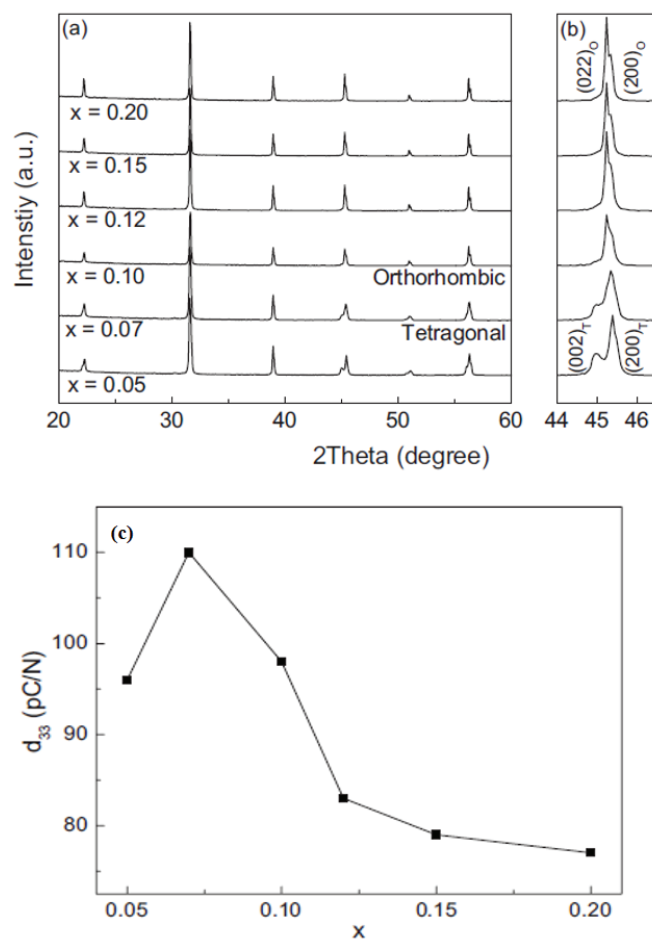 (a)
(b)
(022)O
(200)O
x = 0.20
x = 0.15
x = 0.12
x = 0.10
Orthorhombic
x = 0.07
Tetragonal
x = 0.05
(002)T
(200)T
Intenstiy (a.u.)
20 30 40 50 60
44 45 46
2Theta (degree)
(c)
110
100
90
80
d33 (pC/N)
0.05 0.10 0.15 0.20
x